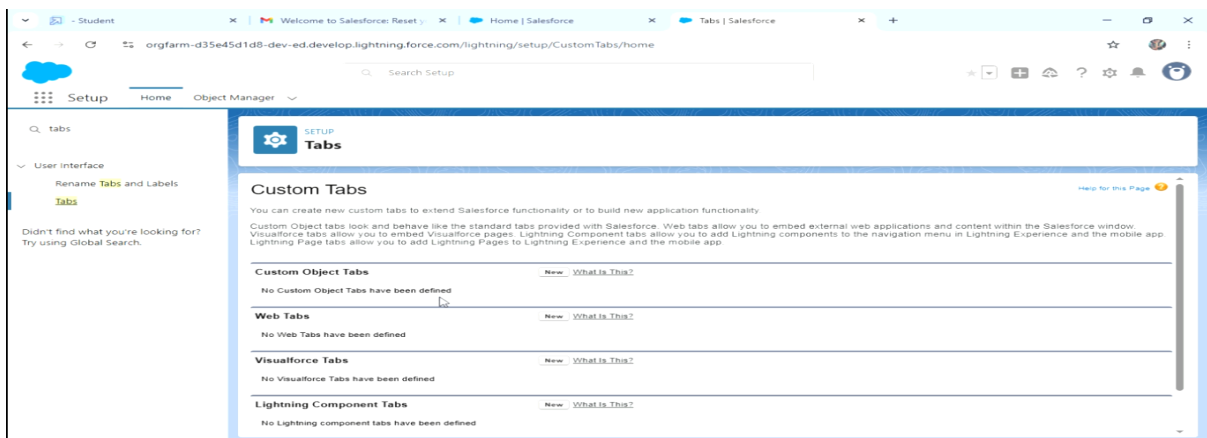 - Student
Welcome to Salesforce: Reset y
Home | Salesforce
Tabs | Salesforce
orgfarm-d35e45d1d8-dev-ed.develop.lightning.force.com/lightning/setup/CustomTabs/home
Search Setup
Setup
Home
Object Manager
tabs
User Interface
Rename Tabs and Labels
Tabs
Didn't find what you're looking for?
Try using Global Search.
SETUP
Tabs
Custom Tabs
Help for this Page
You can create new custom tabs to extend Salesforce functionality or to build new application functionality
Custom Object tabs look and behave like the standard tabs provided with Salesforce. Web tabs allow you to embed external web applications and content within the Salesforce window.
Visualforce tabs allow you to embed Visualforce pages. Lightning Component tabs allow you to add Lightning components to the navigation menu in Lightning Experience and the mobile app.
Lightning Page tabs allow you to add Lightning Pages to Lightning Experience and the mobile app.
Custom Object Tabs New What Is This?
No Custom Object Tabs have been defined
Web Tabs New What Is This?
No Web Tabs have been defined
Visualforce Tabs New What Is This?
No Visualforce Tabs have been defined
Lightning Component Tabs New What Is This?
No Lightning component tabs have been defined